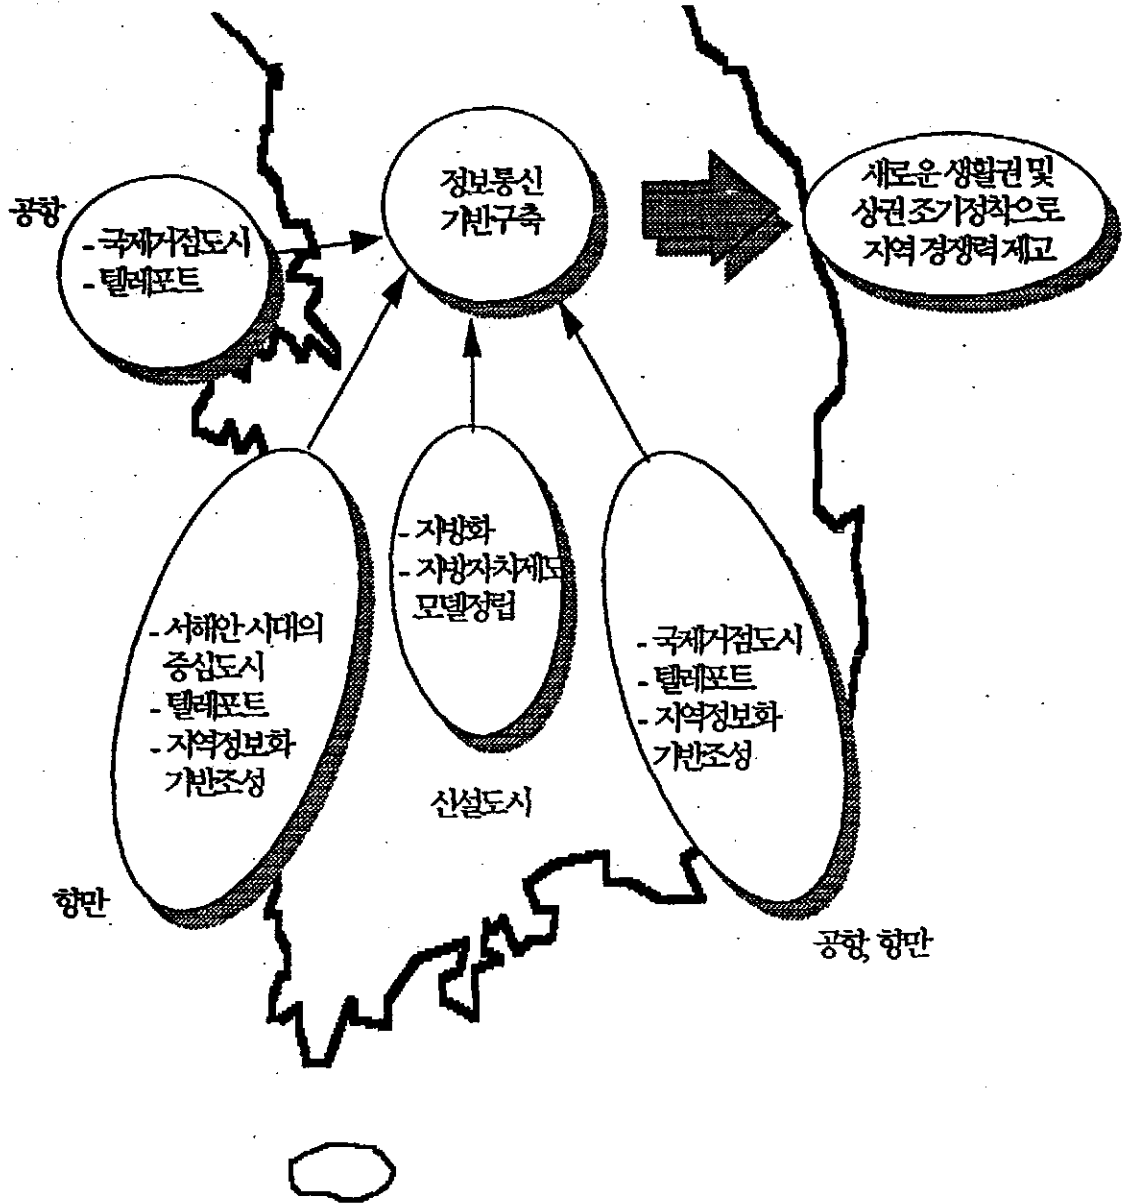 정보통신
기반구축
새로운 생활권 및
상권 조기정착으로
지역 경쟁력 제고
공항
- 국제거점도시
- 텔레포트
- 지방화
- 지방자치제도
모델정립
신설도시
- 서해안 시대의
중심도시
- 텔레포트
- 지역정보화
기반조성
항만
- 국제거점도시
- 텔레포트
- 지역정보화
기반조성
공항, 항만